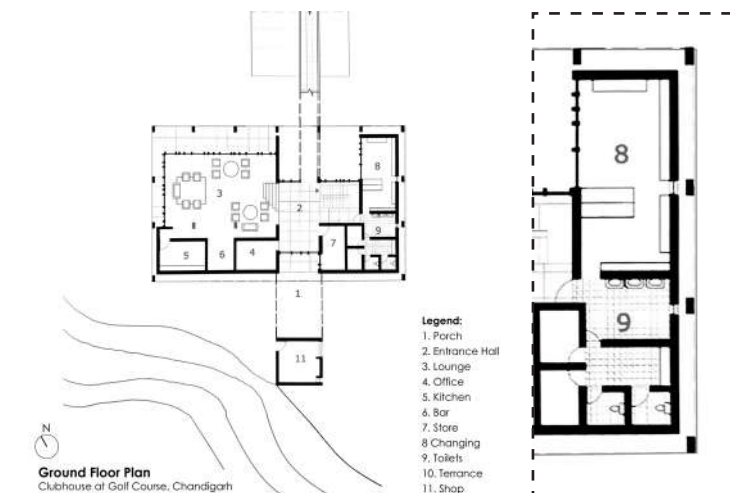 8
3
2
9
7
5
6
4
1
11
N
Ground Floor Plan
Clubhouse at Golf Course, Chandigarh
Legend:
1. Porch
2. Entrance Hall
3. Lounge
4. Office
5. Kitchen
6. Bar
7. Store
8 Changing
9. Toilets
10. Terrance
11. Shop
8
9